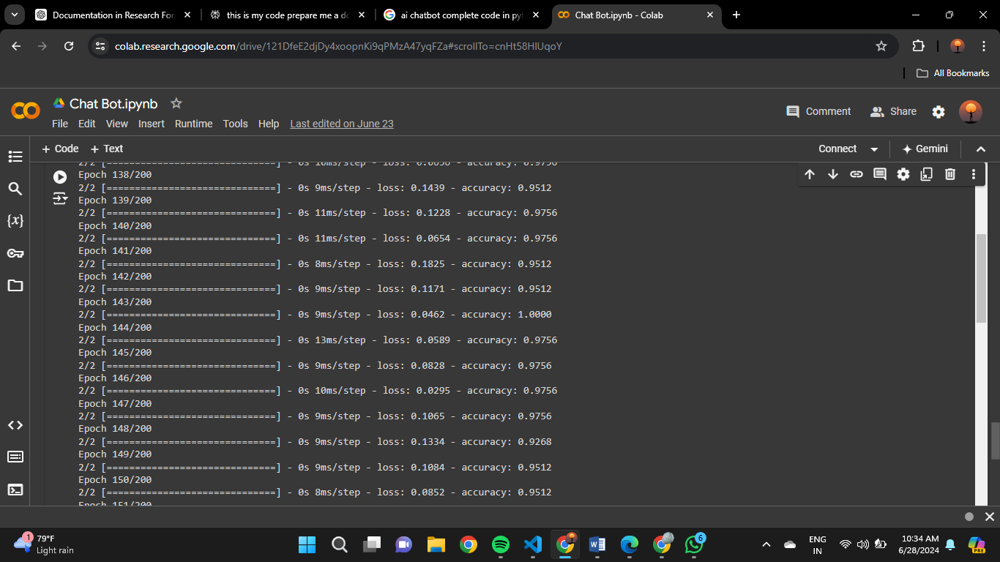 Documentation in Research For
this is my code prepare me a do
ai chatbot complete code in pyt
Chat Bot.ipynb - Colab
colab.research.google.com/drive/121DfeE2djDy4xoopnKi9qPMzA47yqFZa#scrollTo=cnHt58HlUqoY
All Bookmarks
Chat Bot.ipynb
File Edit View Insert Runtime Tools Help Last edited on June 23
Comment Share
+ Code + Text
Connect Gemini
2/2 [==============================] - 0s 10ms/step - loss: 0.0656 - accuracy: 0.9756
Epoch 138/200
2/2 [==============================] - 0s 9ms/step - loss: 0.1439 - accuracy: 0.9512
Epoch 139/200
2/2 [==============================] - 0s 11ms/step - loss: 0.1228 - accuracy: 0.9756
Epoch 140/200
2/2 [==============================] - 0s 11ms/step - loss: 0.0654 - accuracy: 0.9756
Epoch 141/200
2/2 [==============================] - 0s 8ms/step - loss: 0.1825 - accuracy: 0.9512
Epoch 142/200
2/2 [==============================] - 0s 9ms/step - loss: 0.1171 - accuracy: 0.9512
Epoch 143/200
2/2 [==============================] - 0s 9ms/step - loss: 0.0462 - accuracy: 1.0000
Epoch 144/200
2/2 [==============================] - 0s 13ms/step - loss: 0.0589 - accuracy: 0.9756
Epoch 145/200
2/2 [==============================] - 0s 9ms/step - loss: 0.0828 - accuracy: 0.9756
Epoch 146/200
2/2 [==============================] - 0s 10ms/step - loss: 0.0295 - accuracy: 0.9756
Epoch 147/200
2/2 [==============================] - 0s 9ms/step - loss: 0.1065 - accuracy: 0.9756
Epoch 148/200
2/2 [==============================] - 0s 9ms/step - loss: 0.1334 - accuracy: 0.9268
Epoch 149/200
2/2 [==============================] - 0s 9ms/step - loss: 0.1084 - accuracy: 0.9512
Epoch 150/200
2/2 [==============================] - 0s 8ms/step - loss: 0.0852 - accuracy: 0.9512
Epoch 151/200
{x}
1
79°F
Light rain
6
PRE
ENG
IN
10:34 AM
6/28/2024